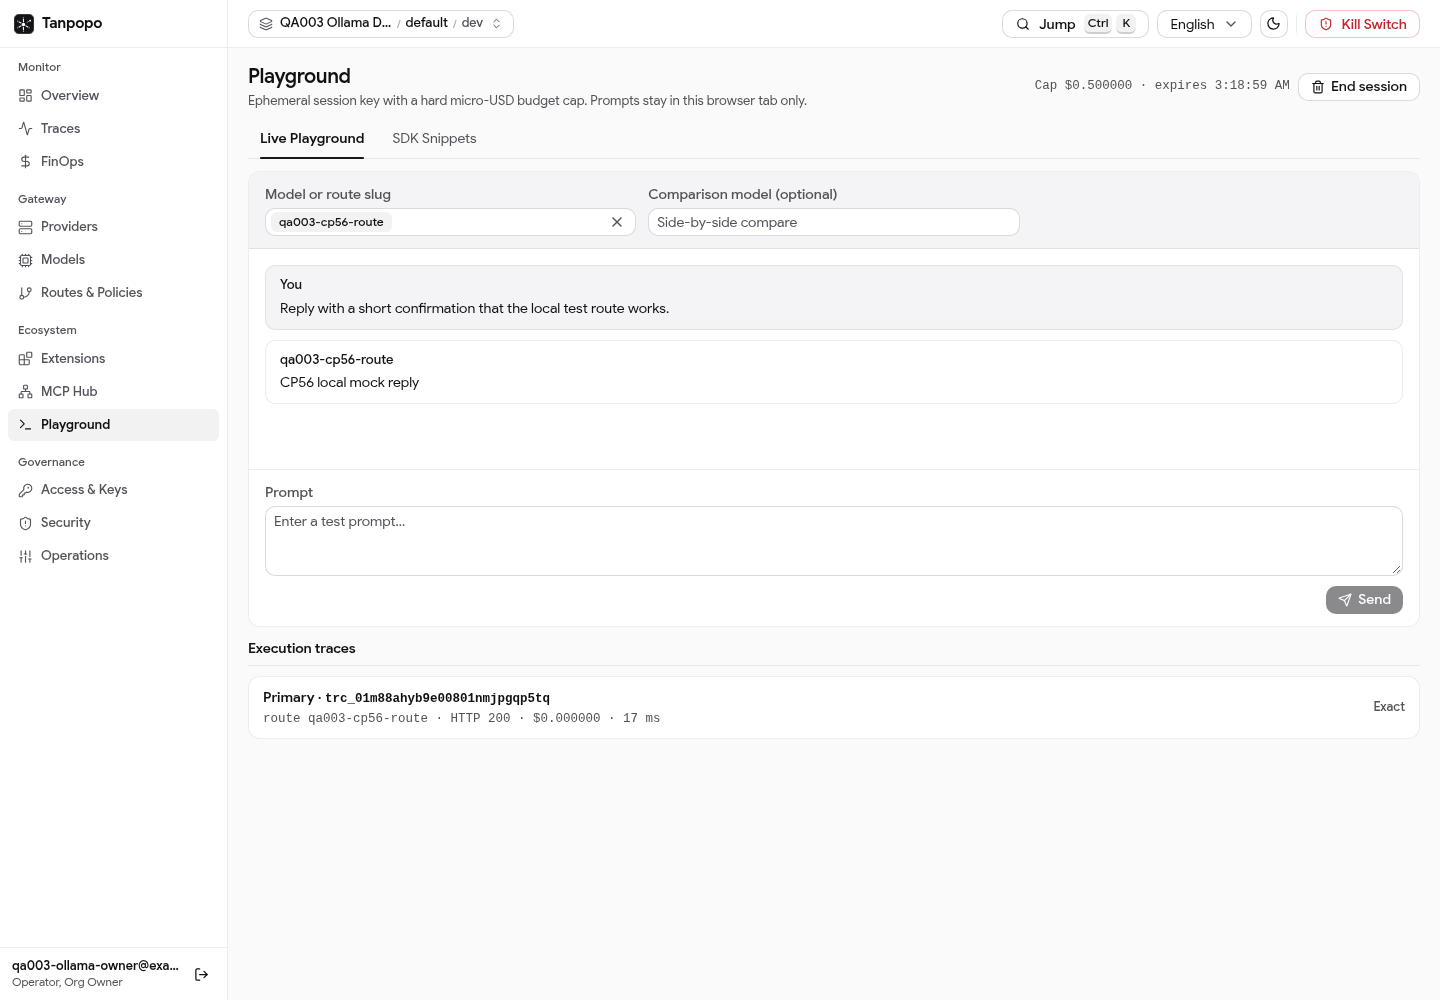 Tanpopo
QA003 Ollama D... / default / dev
Jump Ctrl K
English
Kill Switch
Monitor
Overview
Traces
FinOps
Gateway
Providers
Models
Routes & Policies
Ecosystem
Extensions
MCP Hub
Playground
Governance
Access & Keys
Security
Operations
qa003-ollama-owner@exa...
Operator, Org Owner
Playground
Ephemeral session key with a hard micro-USD budget cap. Prompts stay in this browser tab only.
Cap $0.500000 · expires 3:18:59 AM
End session
Live Playground
SDK Snippets
Model or route slug
qa003-cp56-route
Comparison model (optional)
Side-by-side compare
You
Reply with a short confirmation that the local test route works.
qa003-cp56-route
CP56 local mock reply
Prompt
Enter a test prompt...
Send
Execution traces
Primary · trc_01m88ahyb9e00801nmjpgqp5tq
route qa003-cp56-route · HTTP 200 · $0.000000 · 17 ms
Exact